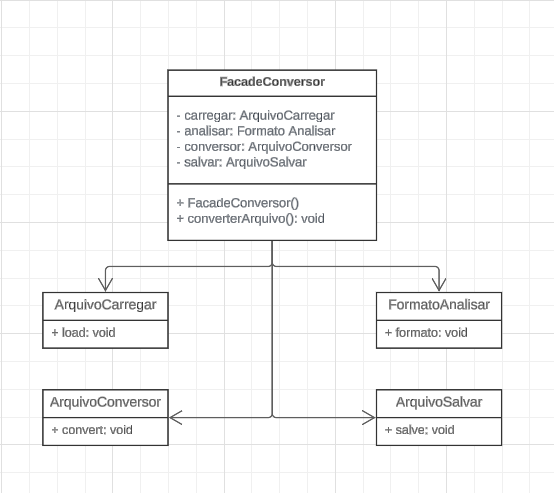 FacadeConversor
- carregar: ArquivoCarregar
- analisar: Formato Analisar
- conversor: ArquivoConversor
- salvar: ArquivoSalvar
+ FacadeConversor()
+ converterArquivo(): void
ArquivoCarregar
+ load: void
FormatoAnalisar
+ formato: void
ArquivoConversor
+ convert: void
ArquivoSalvar
+ salve: void